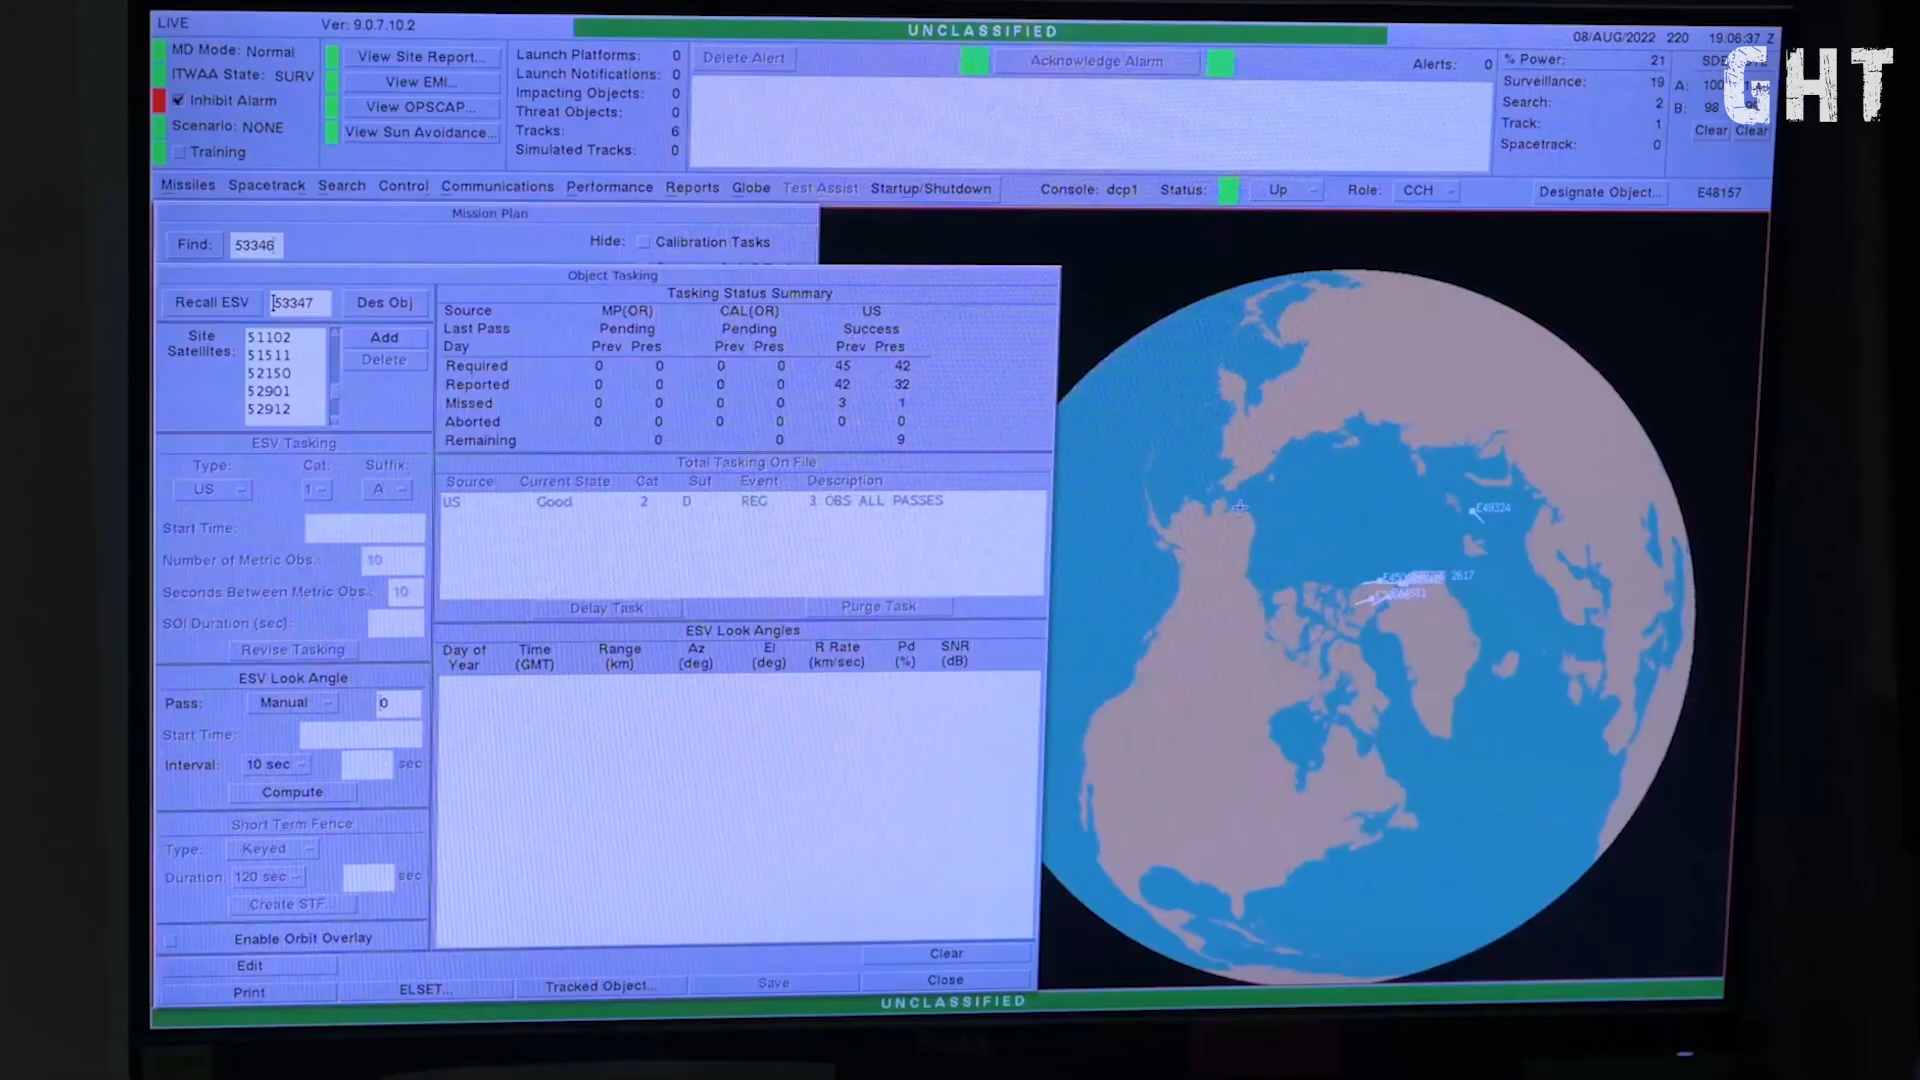 LIVE Ver: 9.0.7.10.2 UNCLASSIFIED
08/AUG/2022 220 19:06:37 Z
GHT
MD Mode: Normal
ITWAA State: SURV
Inhibit Alarm
Scenario: NONE
Training
View Site Report...
View EMI...
View OPSCAP...
View Sun Avoidance...
Launch Platforms: 0
Launch Notifications: 0
Impacting Objects: 0
Threat Objects: 0
Tracks: 6
Simulated Tracks: 0
Delete Alert Acknowledge Alarm Alerts: 0
% Power: 21
Surveillance: 19
Search: 2
Track: 1
Spacetrack: 0
A: 100
B: 98
Clear Clear
Missiles Spacetrack Search Control Communications Performance Reports Globe Test Assist Startup/Shutdown Console: dcp1 Status: Up Role: CCH Designate Object... E48157
Mission Plan
Find: 53346 Hide: Calibration Tasks
Object Tasking
Recall ESV 53347 Des Obj
Site Satellites:
51102
51511
52150
52901
52912
Add
Delete
ESV Tasking
Type: Cat: Suffix:
US 1 A
Start Time:
Number of Metric Obs.: 10
Seconds Between Metric Obs.: 10
SOI Duration (sec):
Revise Tasking
ESV Look Angle
Pass: Manual 0
Start Time:
Interval: 10 sec sec
Compute
Short Term Fence
Type: Keyed
Duration: 120 sec sec
Create STF...
Enable Orbit Overlay
Edit
Print
Tasking Status Summary
Source MP(OR) CAL(OR) US
Last Pass Pending Pending Success
Day Prev Pres Prev Pres Prev Pres
Required 0 0 0 0 45 42
Reported 0 0 0 0 42 32
Missed 0 0 0 0 3 1
Aborted 0 0 0 0 0 0
Remaining 0 0 9
Total Tasking On File
Source Current State Cat Suf Event Description
US Good 2 D REG 3 OBS ALL PASSES
Delay Task Purge Task
ESV Look Angles
Day of Year Time (GMT) Range (km) Az (deg) El (deg) R Rate (km/sec) Pd (%) SNR (dB)
Clear
ELSET... Tracked Object... Save Close
E49324
2617
UNCLASSIFIED